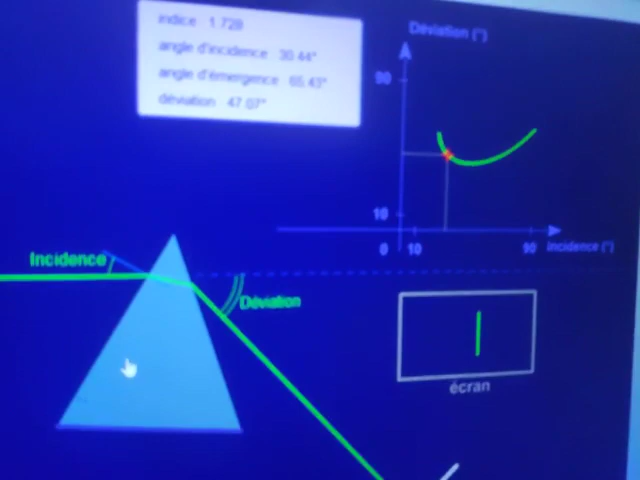 indice 1.728
angle d'incidence 30.44°
angle d'émergence 65.43°
déviation 47.07°
Déviation (°)
90
10
0 10 90 Incidence (°)
Incidence
Déviation
écran